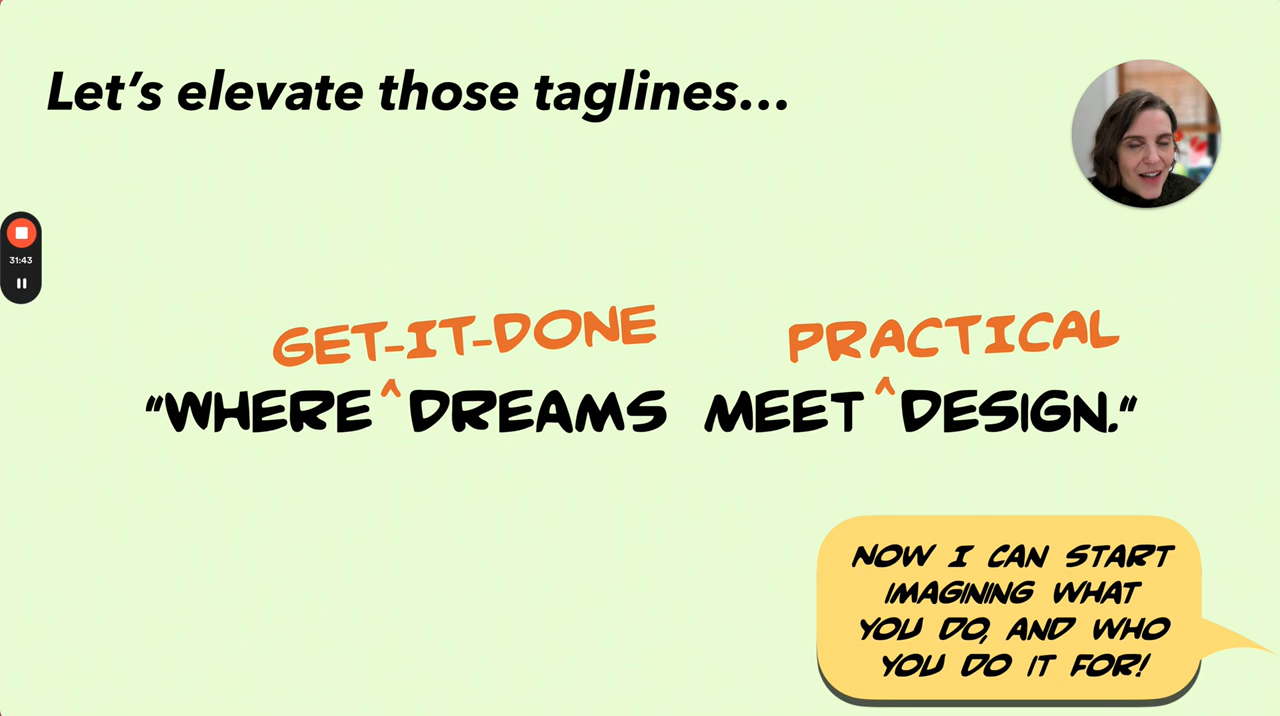 Let's elevate those taglines...
31:43
GET-IT-DONE PRACTICAL
^ ^
"WHERE DREAMS MEET DESIGN."
NOW I CAN START
IMAGINING WHAT
YOU DO, AND WHO
YOU DO IT FOR!